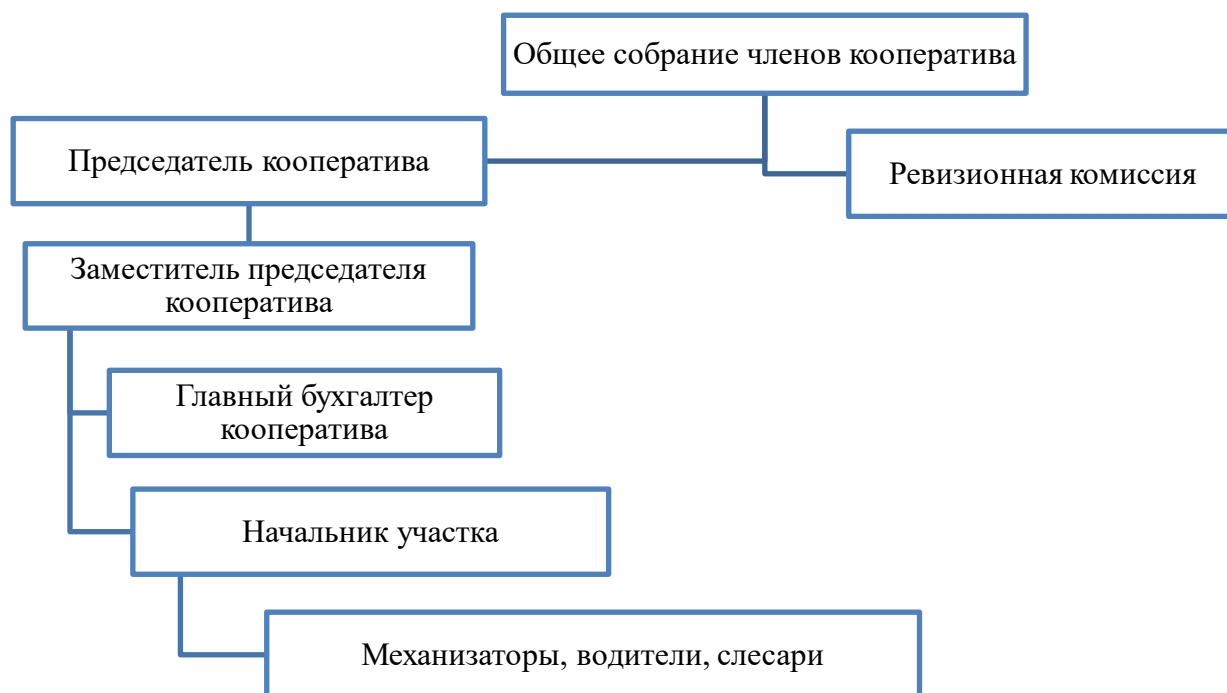 Общее собрание членов кооператива
Председатель кооператива
Ревизионная комиссия
Заместитель председателя
кооператива
Главный бухгалтер
кооператива
Начальник участка
Механизаторы, водители, слесари